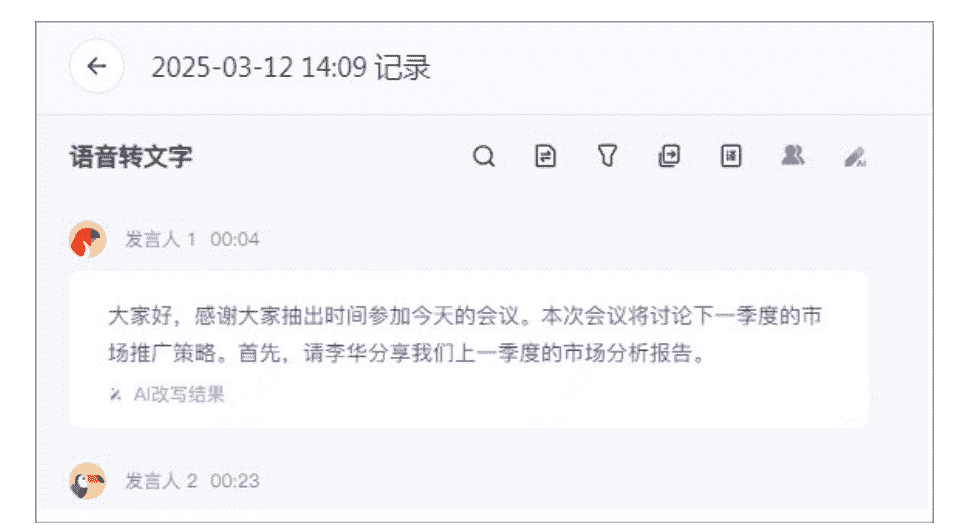 2025-03-12 14:09 记录
语音转文字
发言人 1 00:04
大家好，感谢大家抽出时间参加今天的会议。本次会议将讨论下一季度的市
场推广策略。首先，请李华分享我们上一季度的市场分析报告。
AI改写结果
发言人 2 00:23